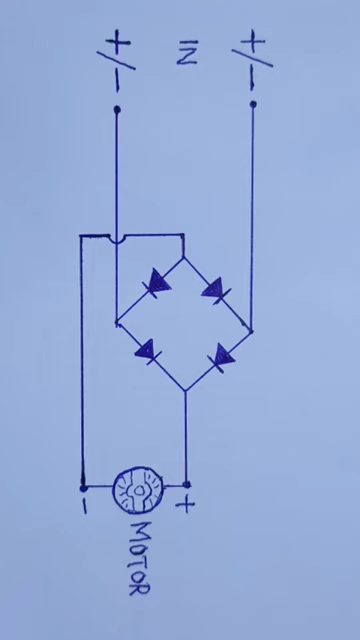 +/-
IN
+/-
+
-
MOTOR